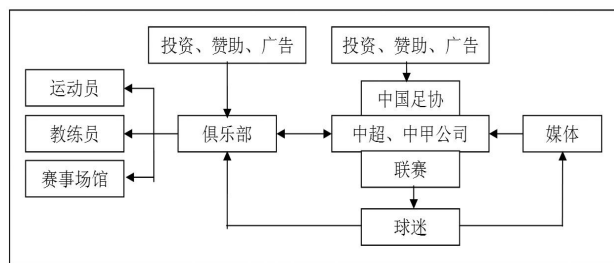 投资、赞助、广告
投资、赞助、广告
运动员
中国足协
教练员
俱乐部
中超、中甲公司
媒体
赛事场馆
联赛
球迷